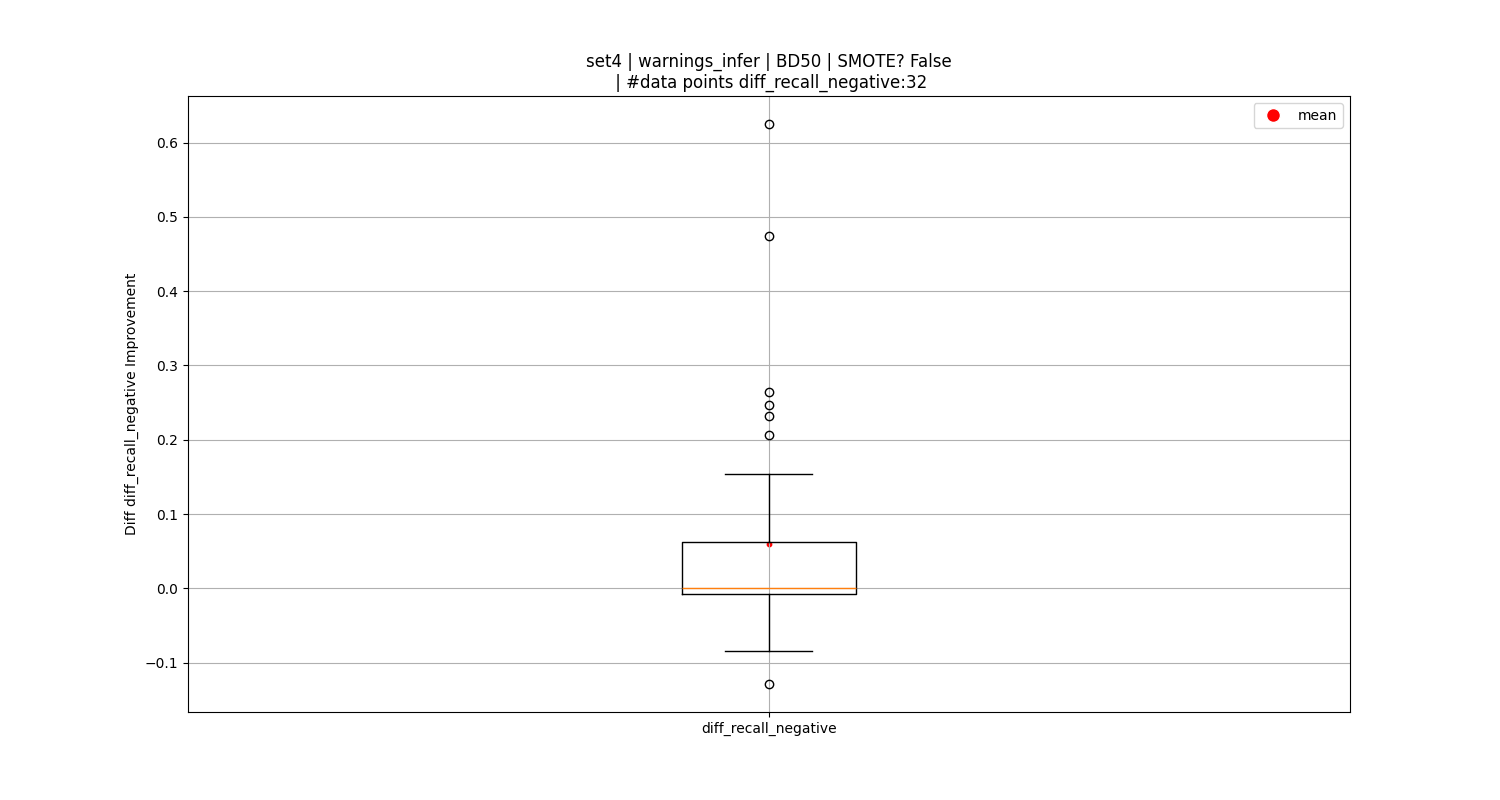 set4 | warnings_infer | BD50 | SMOTE? False
| #data points diff_recall_negative:32
mean
0.6
0.5
0.4
0.3
0.2
0.1
0.0
−0.1
Diff diff_recall_negative Improvement
diff_recall_negative